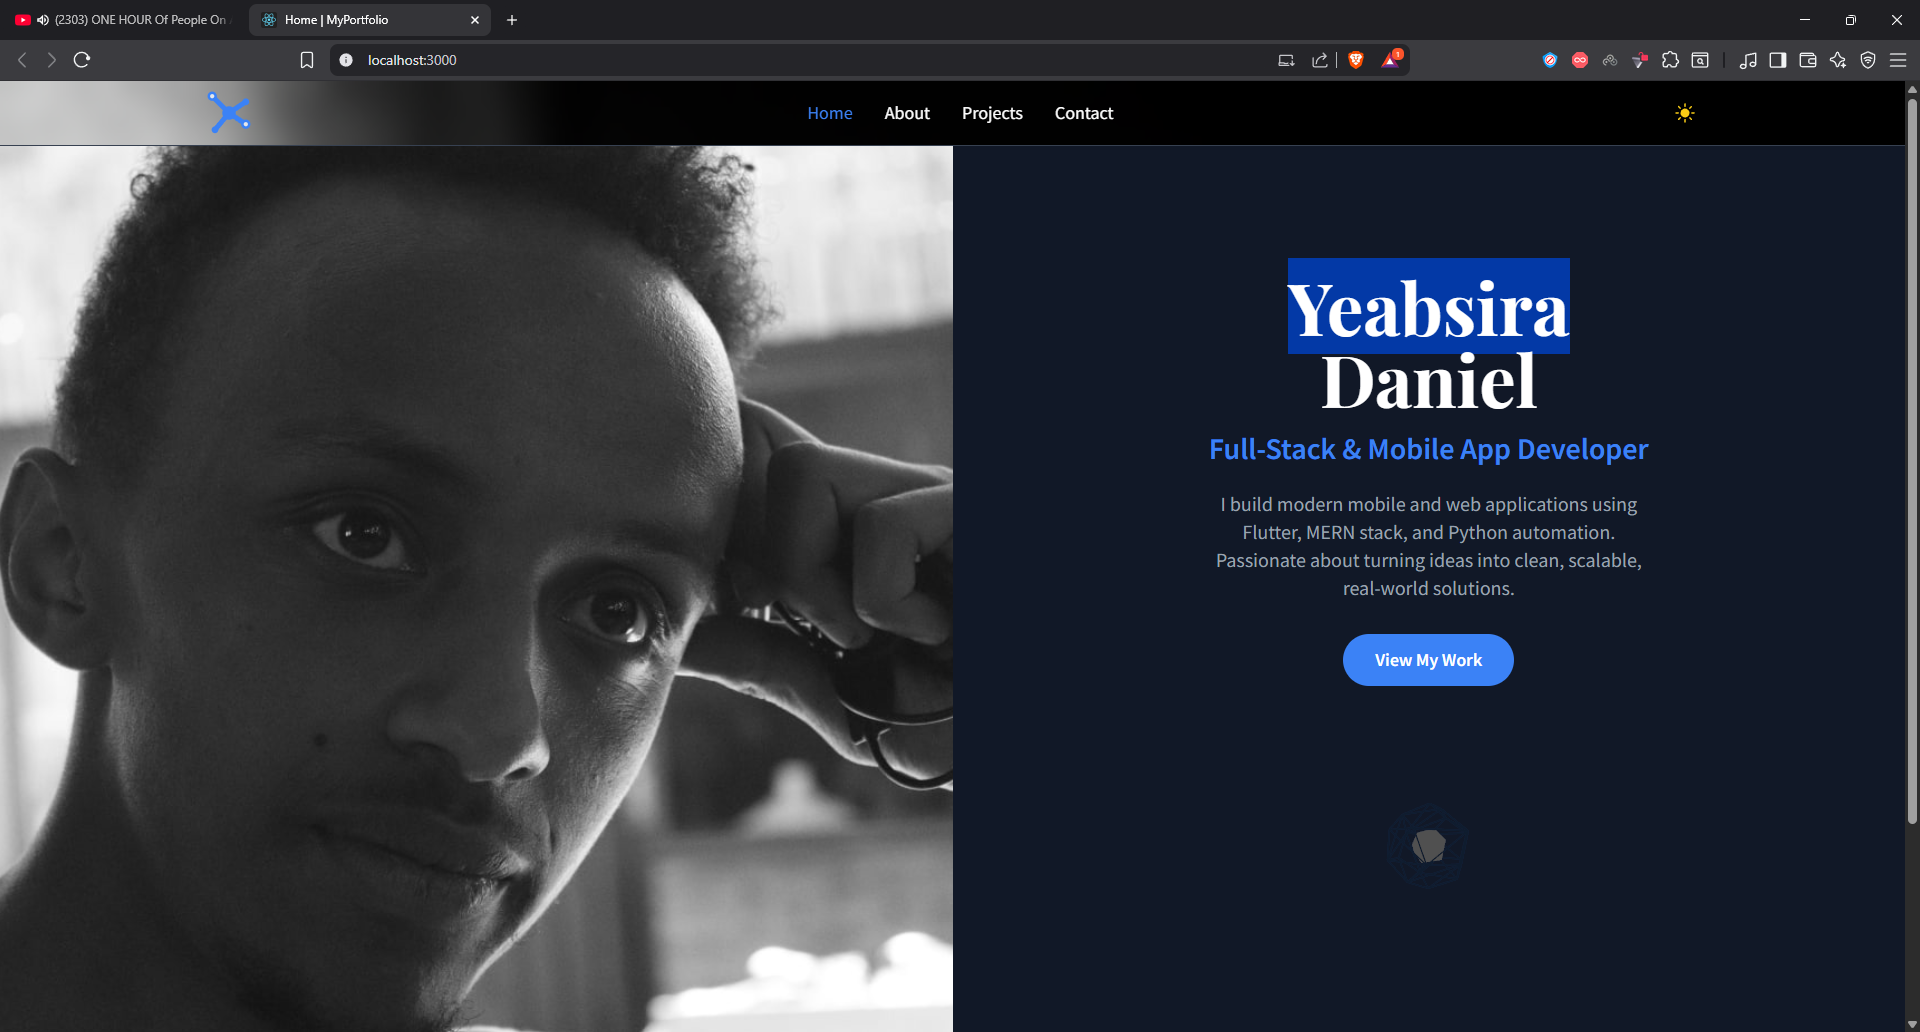 (2303) ONE HOUR Of People On
Home | MyPortfolio
localhost:3000
1
Home
About
Projects
Contact
Yeabsira
Daniel
Full-Stack & Mobile App Developer
I build modern mobile and web applications using
Flutter, MERN stack, and Python automation.
Passionate about turning ideas into clean, scalable,
real-world solutions.
View My Work